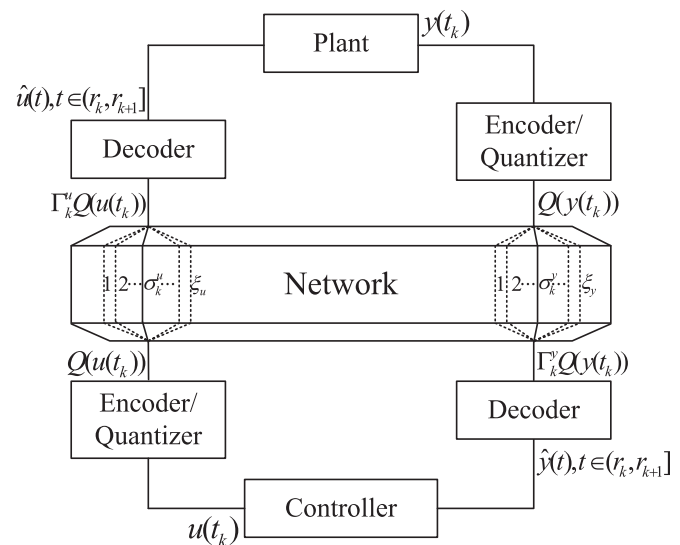 Plant
y(t_k)
û(t), t∈(r_k, r_{k+1}]
Decoder
Encoder/
Quantizer
Γ_k^u Q(u(t_k))
Q(y(t_k))
1 2 ··· σ_k^u ··· ξ_u
Network
1 2 ··· σ_k^y ··· ξ_y
Q(u(t_k))
Γ_k^y Q(y(t_k))
Encoder/
Quantizer
Decoder
ŷ(t), t∈(r_k, r_{k+1}]
Controller
u(t_k)